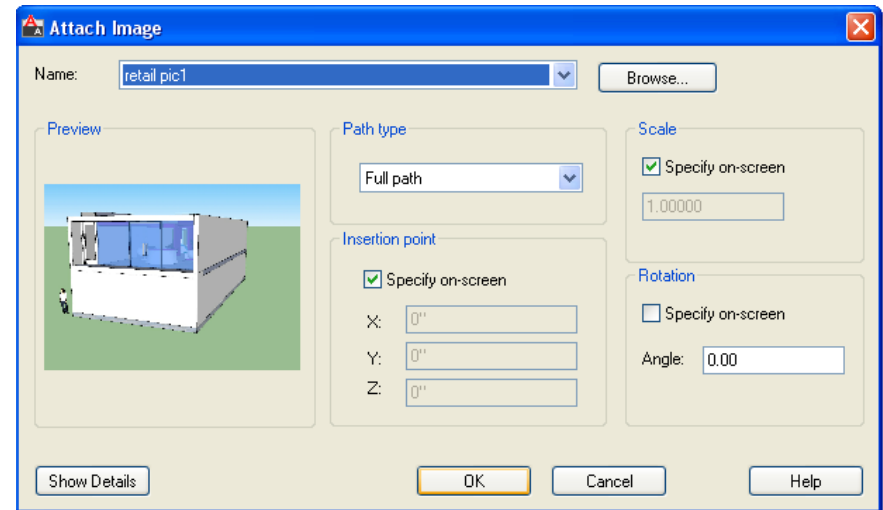 Attach Image
Name:
retail pic1
Browse...
Preview
Path type
Full path
Insertion point
Specify on-screen
X:
0"
Y:
0"
Z:
0"
Scale
Specify on-screen
1.00000
Rotation
Specify on-screen
Angle:
0.00
Show Details
OK
Cancel
Help